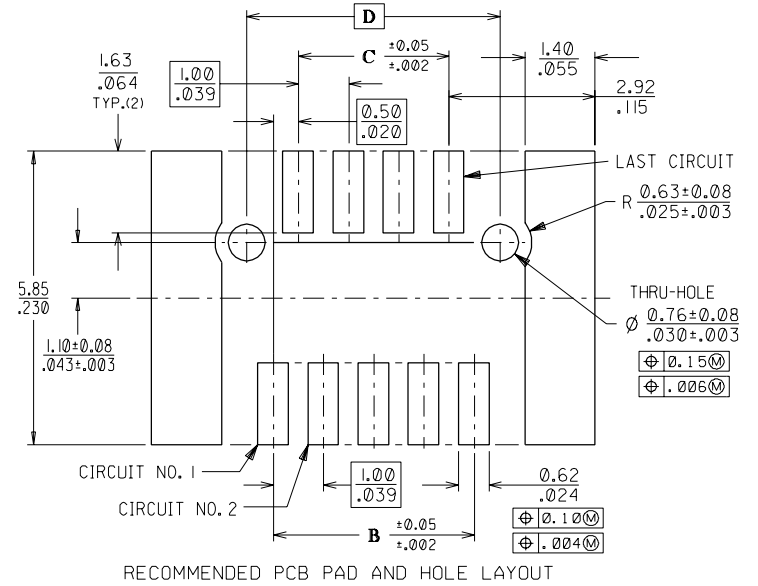 D
C ±0.05
±.002
1.63
.064
TYP.(2)
1.00
.039
1.40
.055
2.92
.115
0.50
.020
LAST CIRCUIT
R 0.63±0.08
.025±.003
5.85
.230
THRU-HOLE
Ø 0.76±0.08
.030±.003
1.10±0.08
.043±.003
⌖ 0.15Ⓜ
⌖ .006Ⓜ
CIRCUIT NO. 1
1.00
.039
0.62
.024
CIRCUIT NO. 2
⌖ 0.10Ⓜ
⌖ .004Ⓜ
B ±0.05
±.002
RECOMMENDED PCB PAD AND HOLE LAYOUT